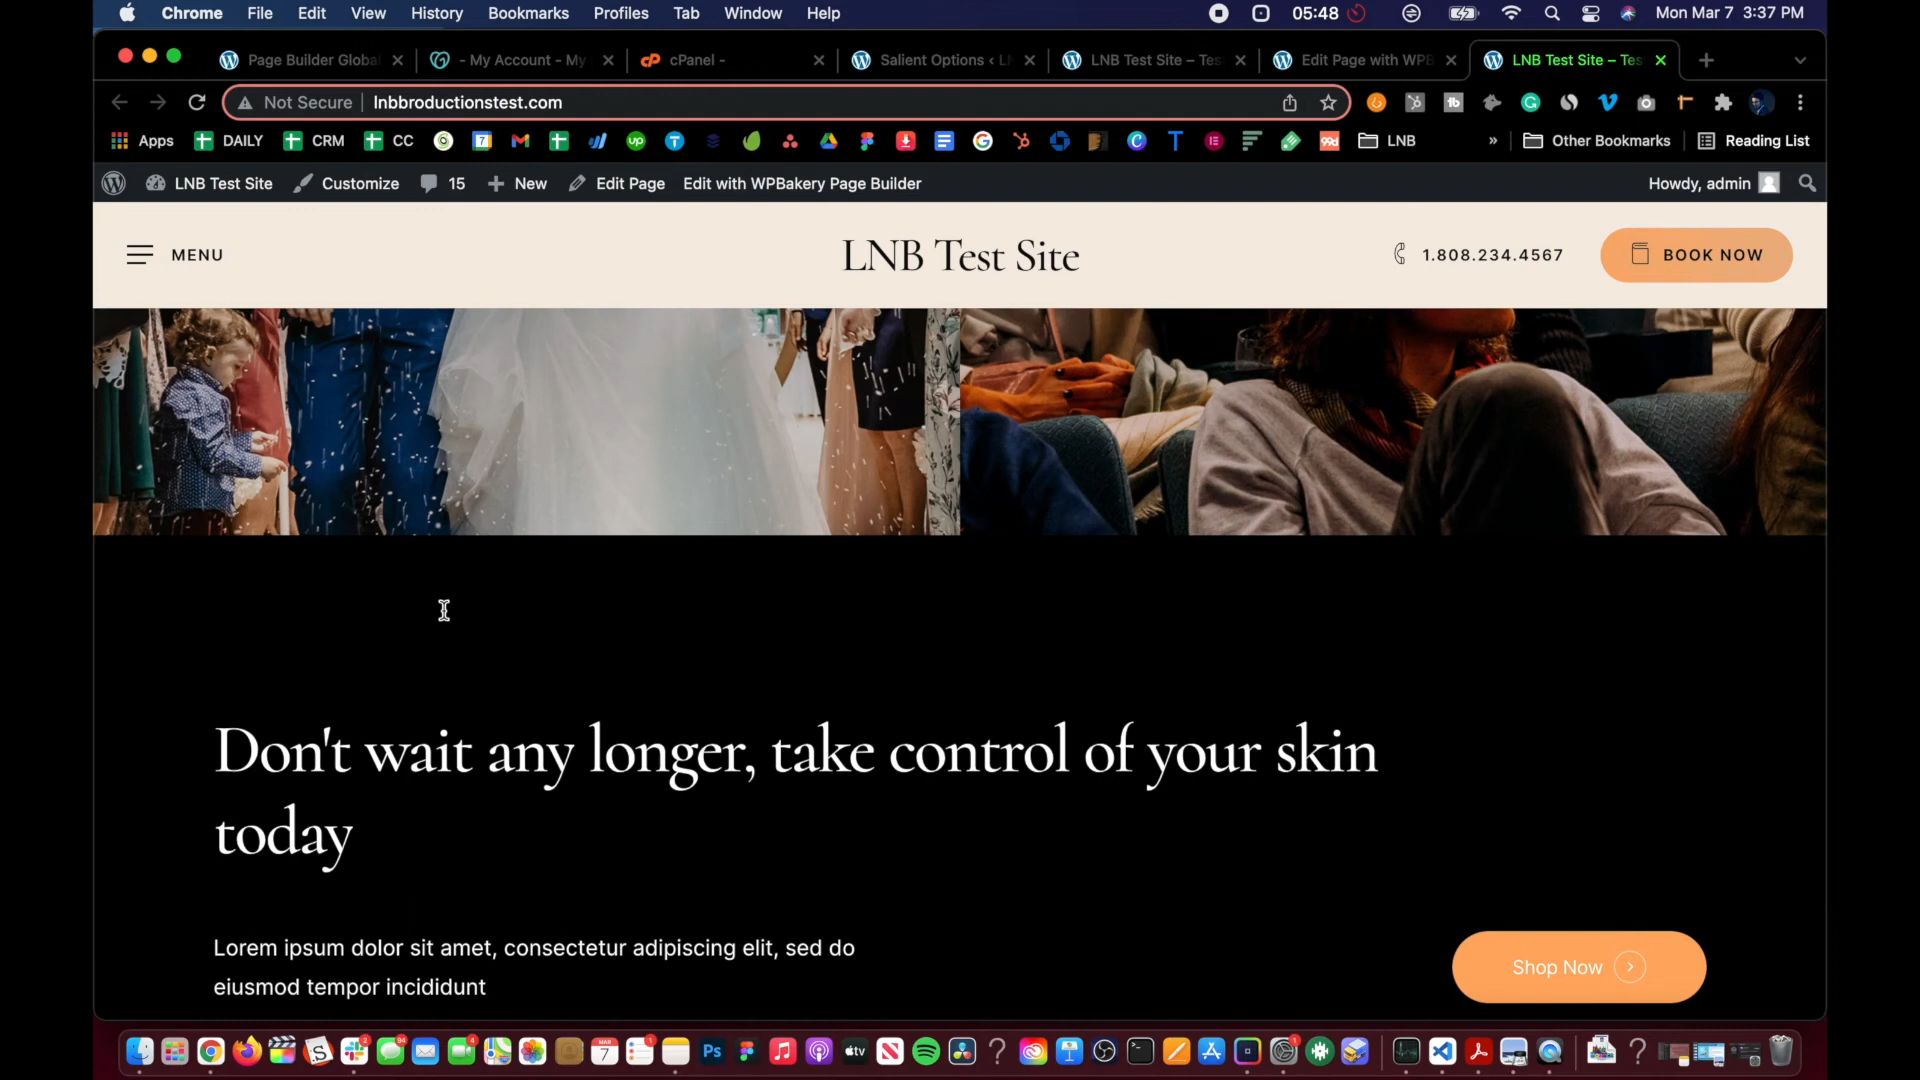 Chrome File Edit View History Bookmarks Profiles Tab Window Help 05:48 Mon Mar 7 3:37 PM
Page Builder Global - My Account - My cPanel - Salient Options ‹ LN LNB Test Site – Tes Edit Page with WPB LNB Test Site – Tes
Not Secure lnbbroductionstest.com
Apps DAILY CRM CC LNB » Other Bookmarks Reading List
LNB Test Site Customize 15 New Edit Page Edit with WPBakery Page Builder Howdy, admin
MENU LNB Test Site 1.808.234.4567 BOOK NOW
Don't wait any longer, take control of your skin
today
Lorem ipsum dolor sit amet, consectetur adipiscing elit, sed do
eiusmod tempor incididunt
Shop Now